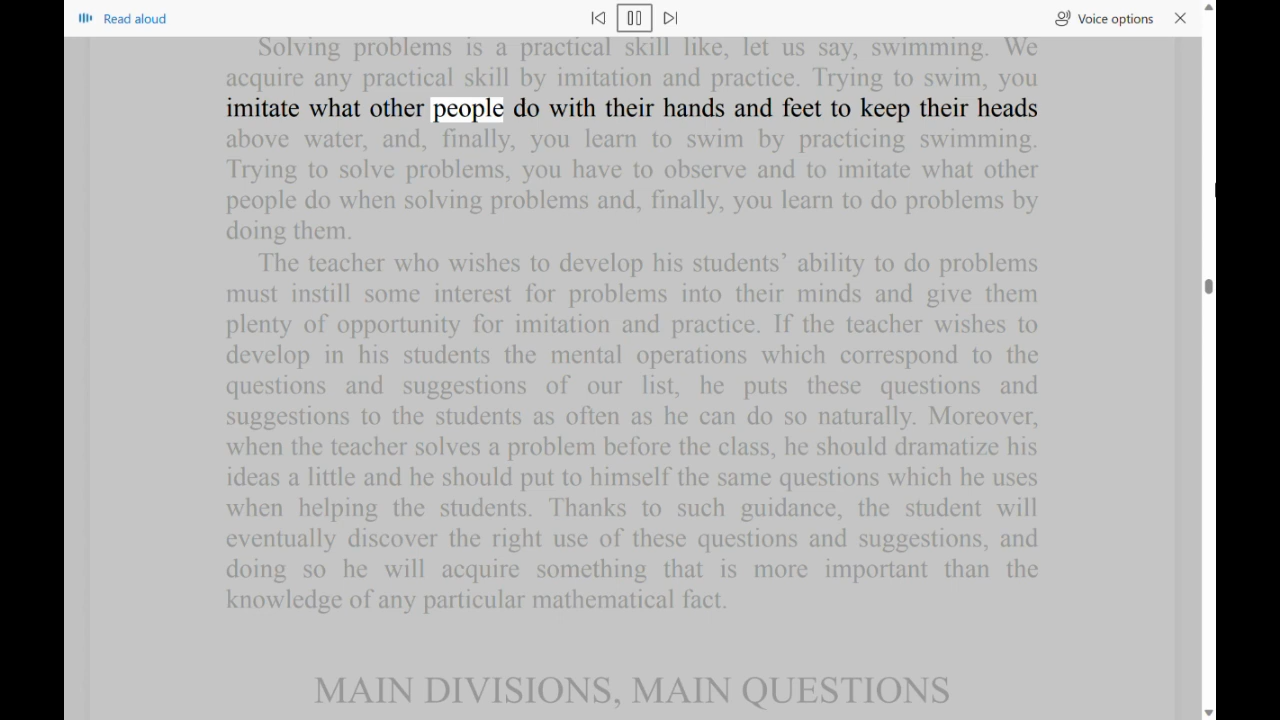 Read aloud
Voice options
Solving problems is a practical skill like, let us say, swimming. We
acquire any practical skill by imitation and practice. Trying to swim, you
imitate what other people do with their hands and feet to keep their heads
above water, and, finally, you learn to swim by practicing swimming.
Trying to solve problems, you have to observe and to imitate what other
people do when solving problems and, finally, you learn to do problems by
doing them.
The teacher who wishes to develop his students’ ability to do problems
must instill some interest for problems into their minds and give them
plenty of opportunity for imitation and practice. If the teacher wishes to
develop in his students the mental operations which correspond to the
questions and suggestions of our list, he puts these questions and
suggestions to the students as often as he can do so naturally. Moreover,
when the teacher solves a problem before the class, he should dramatize his
ideas a little and he should put to himself the same questions which he uses
when helping the students. Thanks to such guidance, the student will
eventually discover the right use of these questions and suggestions, and
doing so he will acquire something that is more important than the
knowledge of any particular mathematical fact.
MAIN DIVISIONS, MAIN QUESTIONS